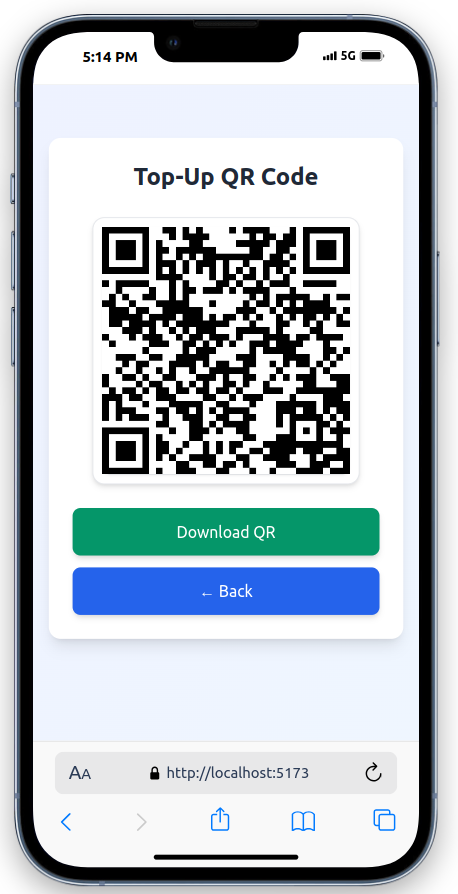 5:14 PM
5G
Top-Up QR Code
Download QR
← Back
AA
http://localhost:5173